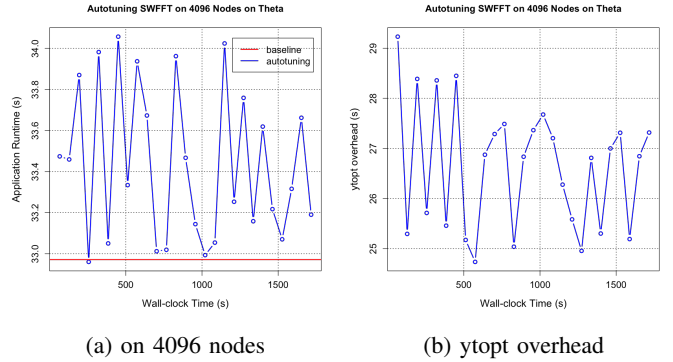 Autotuning SWFFT on 4096 Nodes on Theta
Application Runtime (s)
34.0
33.8
33.6
33.4
33.2
33.0
baseline
autotuning
500
1000
1500
Wall-clock Time (s)
(a) on 4096 nodes
Autotuning SWFFT on 4096 Nodes on Theta
ytopt overhead (s)
29
28
27
26
25
500
1000
1500
Wall-clock Time (s)
(b) ytopt overhead